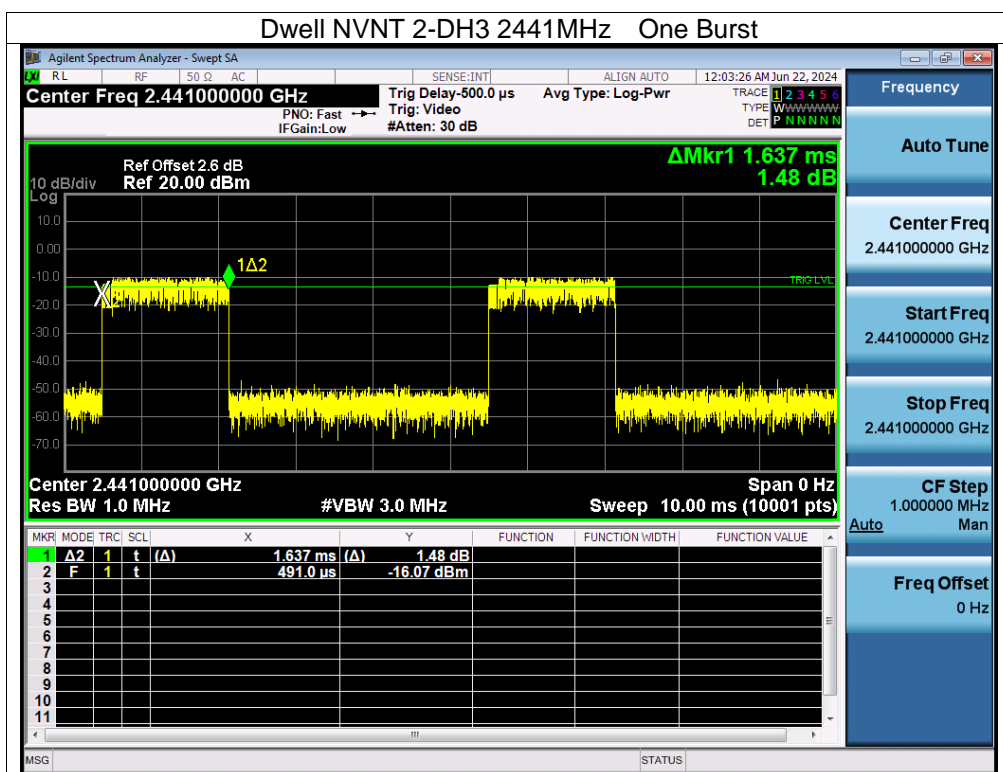 Dwell NVNT 2-DH3 2441MHz One Burst
Agilent Spectrum Analyzer - Swept SA
LXI RL RF 50 Ω AC SENSE:INT ALIGN AUTO 12:03:26 AM Jun 22, 2024
Center Freq 2.441000000 GHz
PNO: Fast
IFGain:Low
Trig Delay-500.0 µs
Trig: Video
#Atten: 30 dB
Avg Type: Log-Pwr
TRACE 1 2 3 4 5 6
TYPE WWWWWW
DET P N N N N N
ΔMkr1 1.637 ms
1.48 dB
Ref Offset 2.6 dB
10 dB/div Ref 20.00 dBm
Log
10.0
0.00
1Δ2
-10.0
TRIG LVL
-20.0
-30.0
-40.0
-50.0
-60.0
-70.0
Center 2.441000000 GHz Span 0 Hz
Res BW 1.0 MHz #VBW 3.0 MHz Sweep 10.00 ms (10001 pts)
MKR MODE TRC SCL X Y FUNCTION FUNCTION WIDTH FUNCTION VALUE
1 Δ2 1 t (Δ) 1.637 ms (Δ) 1.48 dB
2 F 1 t 491.0 µs -16.07 dBm
3
4
5
6
7
8
9
10
11
MSG STATUS
Frequency
Auto Tune
Center Freq
2.441000000 GHz
Start Freq
2.441000000 GHz
Stop Freq
2.441000000 GHz
CF Step
1.000000 MHz
Auto Man
Freq Offset
0 Hz